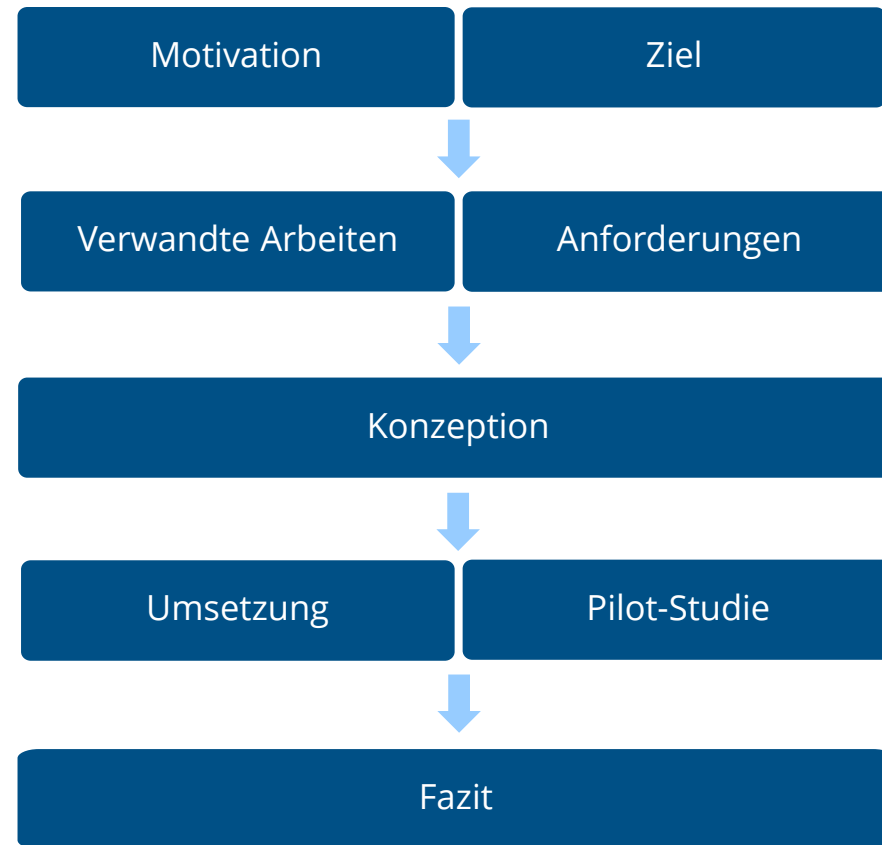 Motivation
Ziel
Verwandte Arbeiten
Anforderungen
Konzeption
Umsetzung
Pilot-Studie
Fazit